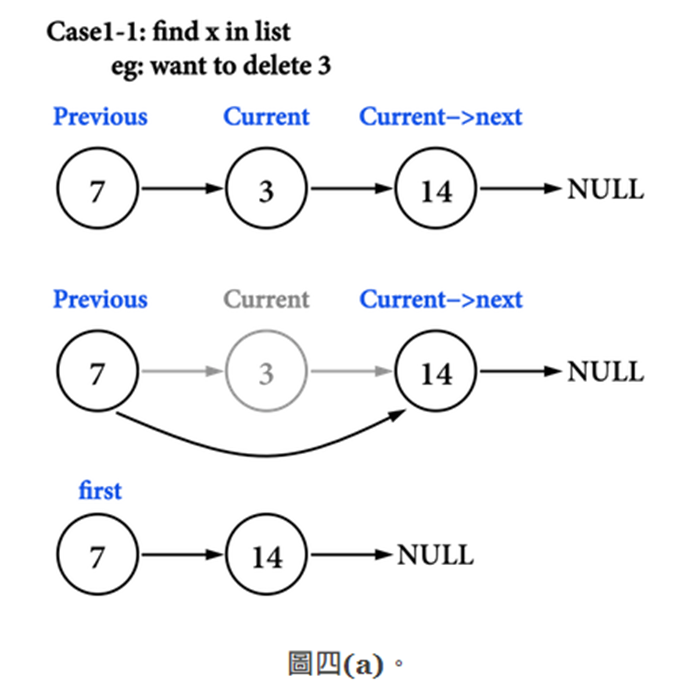 Case1-1: find x in list
eg: want to delete 3
Previous Current Current->next
7 3 14 NULL
Previous Current Current->next
7 3 14 NULL
first
7 14 NULL
圖四(a)。